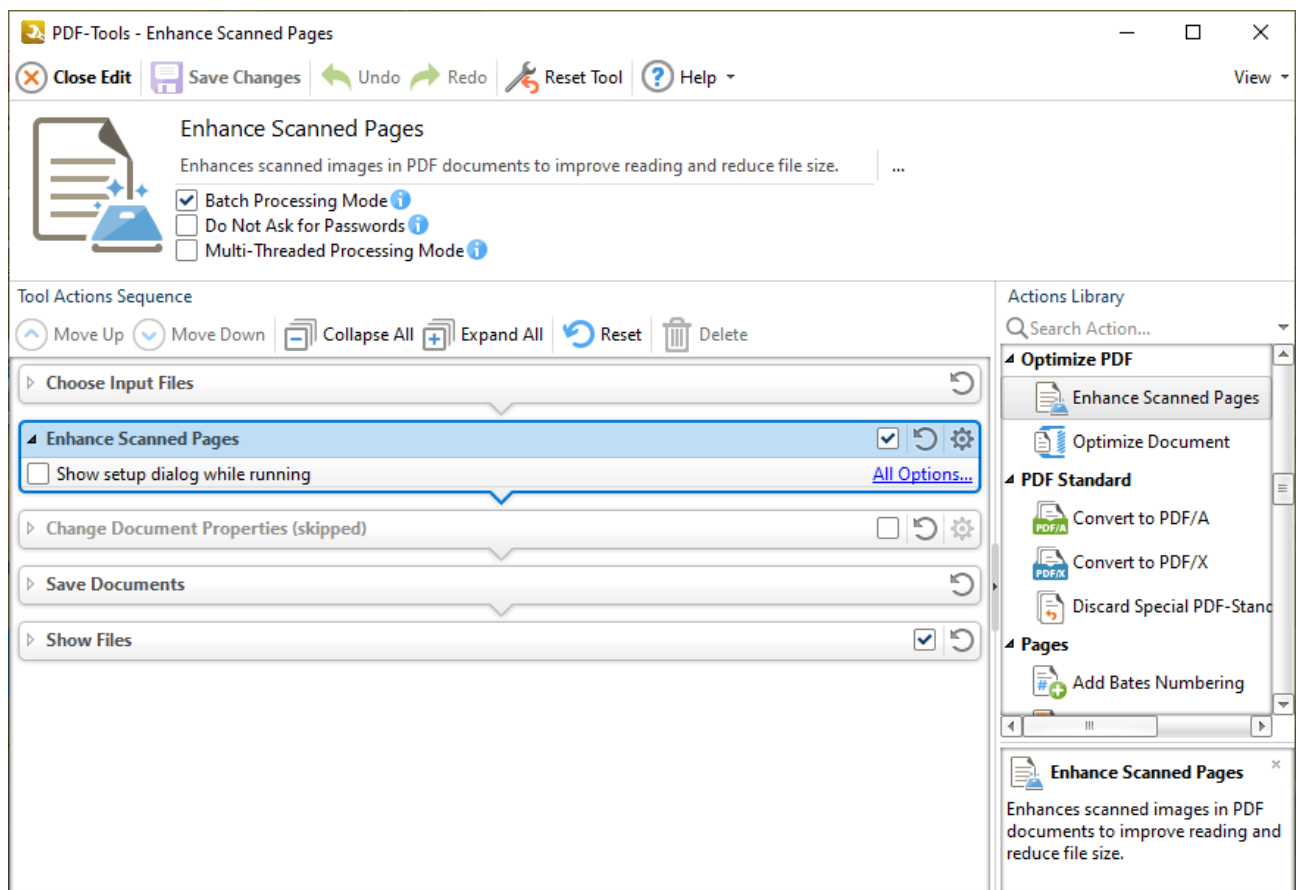 PDF-Tools - Enhance Scanned Pages
Close Edit Save Changes Undo Redo Reset Tool ? Help View
Enhance Scanned Pages
Enhances scanned images in PDF documents to improve reading and reduce file size. ...
Batch Processing Mode i
Do Not Ask for Passwords i
Multi-Threaded Processing Mode i
Tool Actions Sequence
Move Up Move Down Collapse All Expand All Reset Delete
Choose Input Files
Enhance Scanned Pages
Show setup dialog while running All Options...
Change Document Properties (skipped)
Save Documents
Show Files
Actions Library
Search Action...
Optimize PDF
Enhance Scanned Pages
Optimize Document
PDF Standard
PDF/A Convert to PDF/A
PDF/X Convert to PDF/X
Discard Special PDF-Stand
Pages
# Add Bates Numbering
Enhance Scanned Pages
Enhances scanned images in PDF
documents to improve reading and
reduce file size.